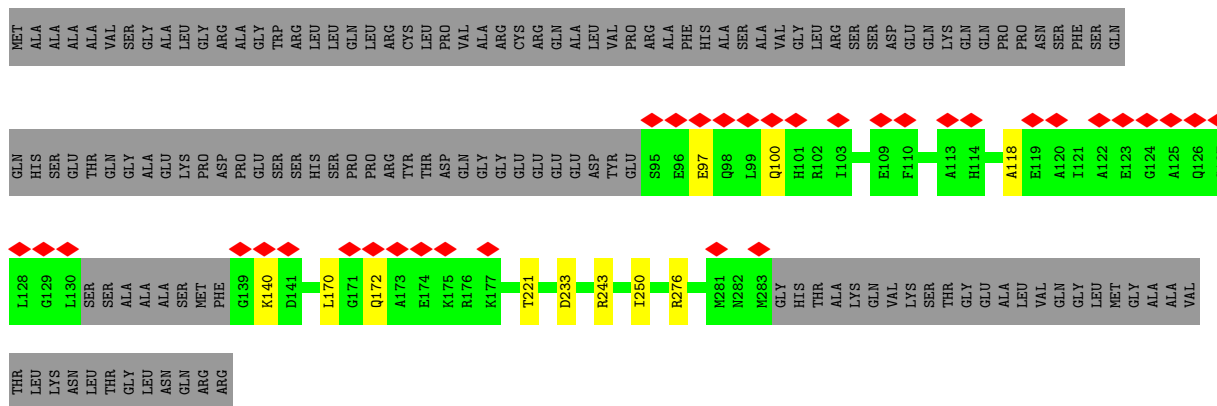 MET ALA ALA ALA ALA VAL SER GLY ALA LEU GLY ARG ALA GLY TRP ARG LEU LEU GLN LEU ARG CYS LEU PRO VAL ALA ARG CYS ARG GLN ALA LEU VAL PRO ARG ALA PHE HIS ALA SER ALA VAL GLY LEU ARG SER SER ASP GLU GLN LYS GLN GLN PRO PRO ASN SER PHE SER GLN
GLN HIS SER GLU THR GLN GLY ALA GLU LYS PRO ASP PRO GLU SER SER HIS SER PRO PRO ARG TYR THR ASP GLN GLY GLY GLU GLU GLU GLU ASP TYR GLU S95 E96 E97 Q98 L99 Q100 H101 R102 I103 E109 F110 A113 H114 A118 E119 A120 I121 A122 E123 G124 A125 Q126
L128 G129 L130 SER SER ALA ALA ALA SER MET PHE G139 K140 D141 L170 G171 Q172 A173 E174 K175 R176 K177 T221 D233 R243 I250 R276 M281 N282 M283 GLY HIS THR ALA LYS GLN VAL LYS SER THR GLY GLU ALA LEU VAL GLN GLY LEU MET GLY ALA ALA VAL
THR LEU LYS ASN LEU THR GLY LEU ASN GLN ARG ARG